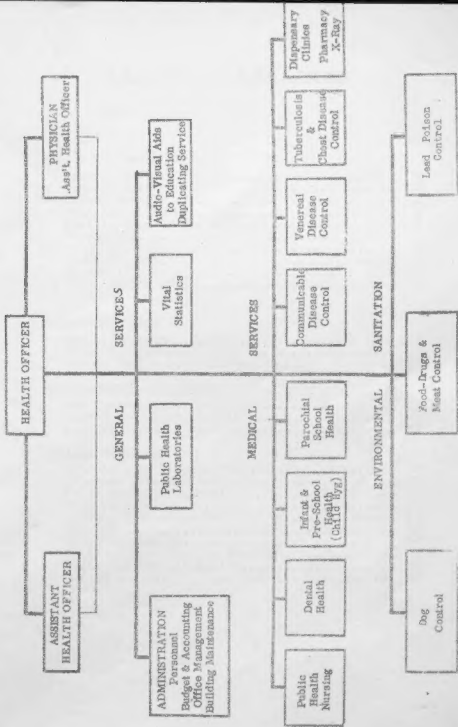 HEALTH OFFICER
ASSISTANT
HEALTH OFFICER
PHYSICIAN
Ass't. Health Officer
GENERAL SERVICES
ADMINISTRATION
Personnel
Budget & Accounting
Office Management
Building Maintenance
Public Health
Laboratories
Vital
Statistics
Audio-Visual Aids
to Education
Duplicating Service
MEDICAL SERVICES
Public
Health
Nursing
Dental
Health
Infant &
Pre-School
Health
(Child Hyg)
Parochial
School
Health
Communicable
Disease
Control
Venereal
Disease
Control
Tuberculosis
&
Chest Disease
Control
Dispensary
Clinics
Pharmacy
X-Ray
ENVIRONMENTAL SANITATION
Dog
Control
Food-Drugs &
Meat Control
Lead Poison
Control